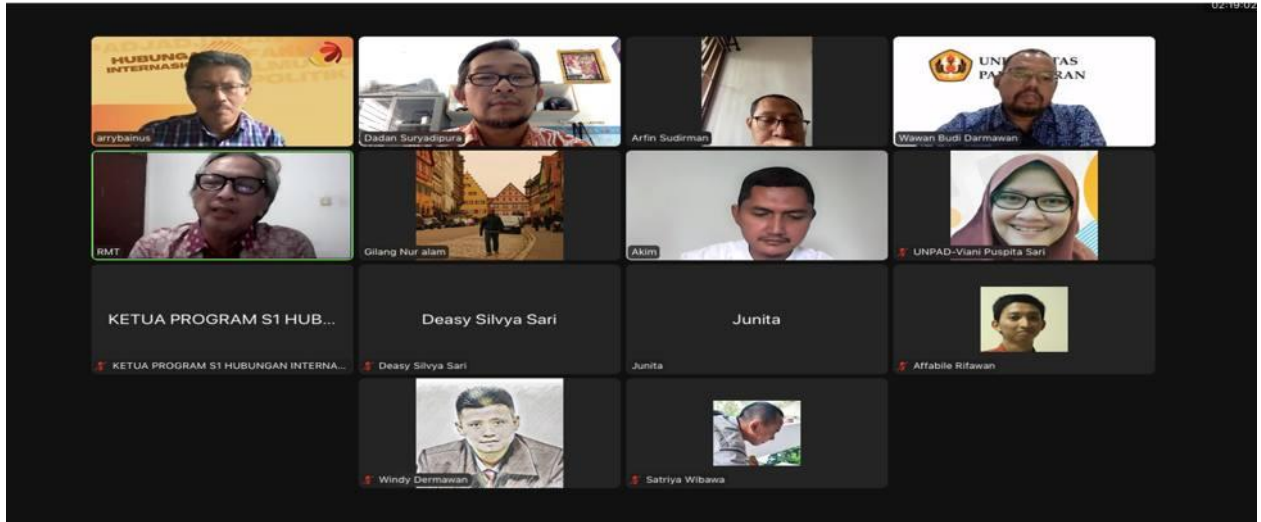 02:19:02
HUBUNGA
INTERNASI
POLITIK
arrybainus
Dadan Suryadipura
Arfin Sudirman
UNI ITAS
PA RAN
Wawan Budi Darmawan
RMT
Gilang Nur alam
Akim
UNPAD-Viani Puspita Sari
KETUA PROGRAM S1 HUB...
KETUA PROGRAM S1 HUBUNGAN INTERNA...
Deasy Silvya Sari
Deasy Silvya Sari
Junita
Junita
Affabile Rifawan
Windy Dermawan
Satriya Wibawa